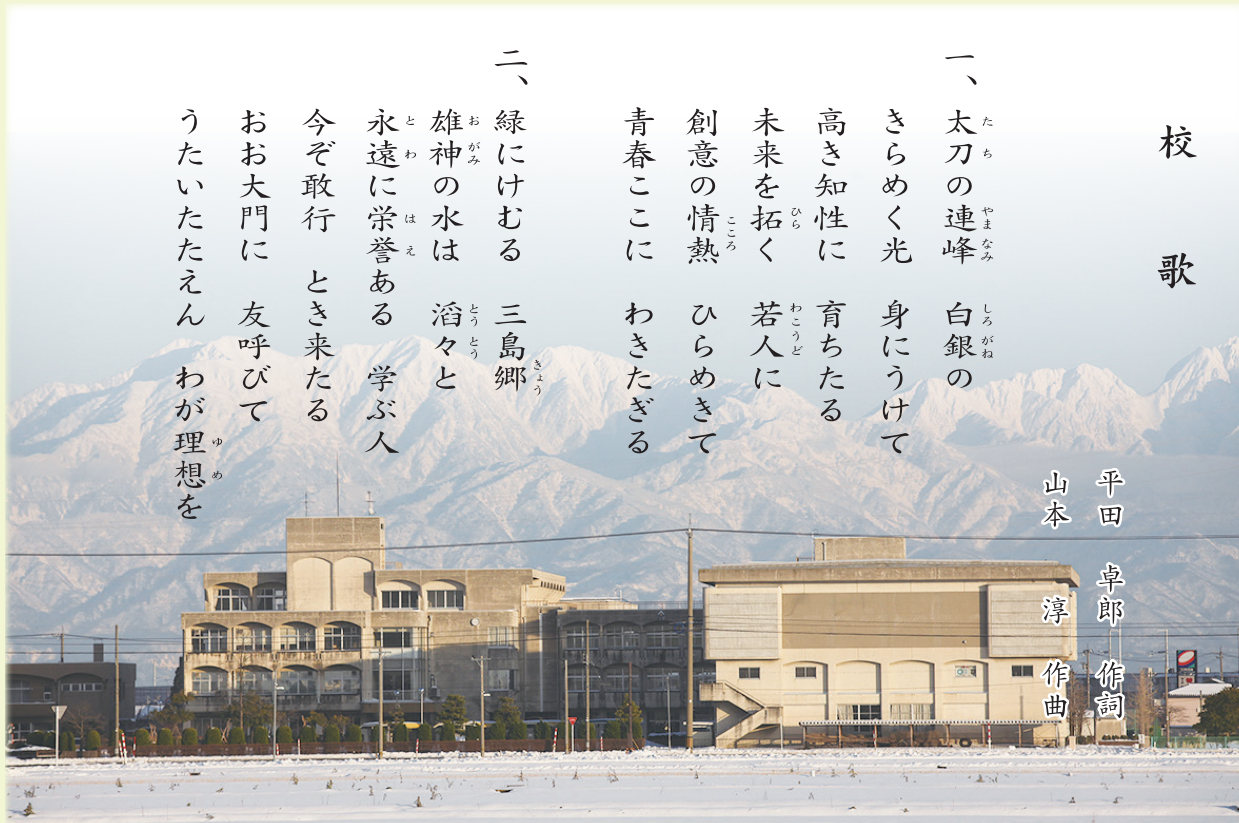 校歌
平田 卓郎 作詞
山本 淳 作曲
一、太刀の連峰 白銀の
きらめく光 身にうけて
高き知性に 育ちたる
未来を拓く 若人に
創意の情熱 ひらめきて
青春ここに わきたぎる
二、緑にけむる 三島郷
雄神の水は 滔々と
永遠に栄誉ある 学ぶ人
今ぞ敢行 とき来たる
おお大門に 友呼びて
うたいたたえん わが理想を